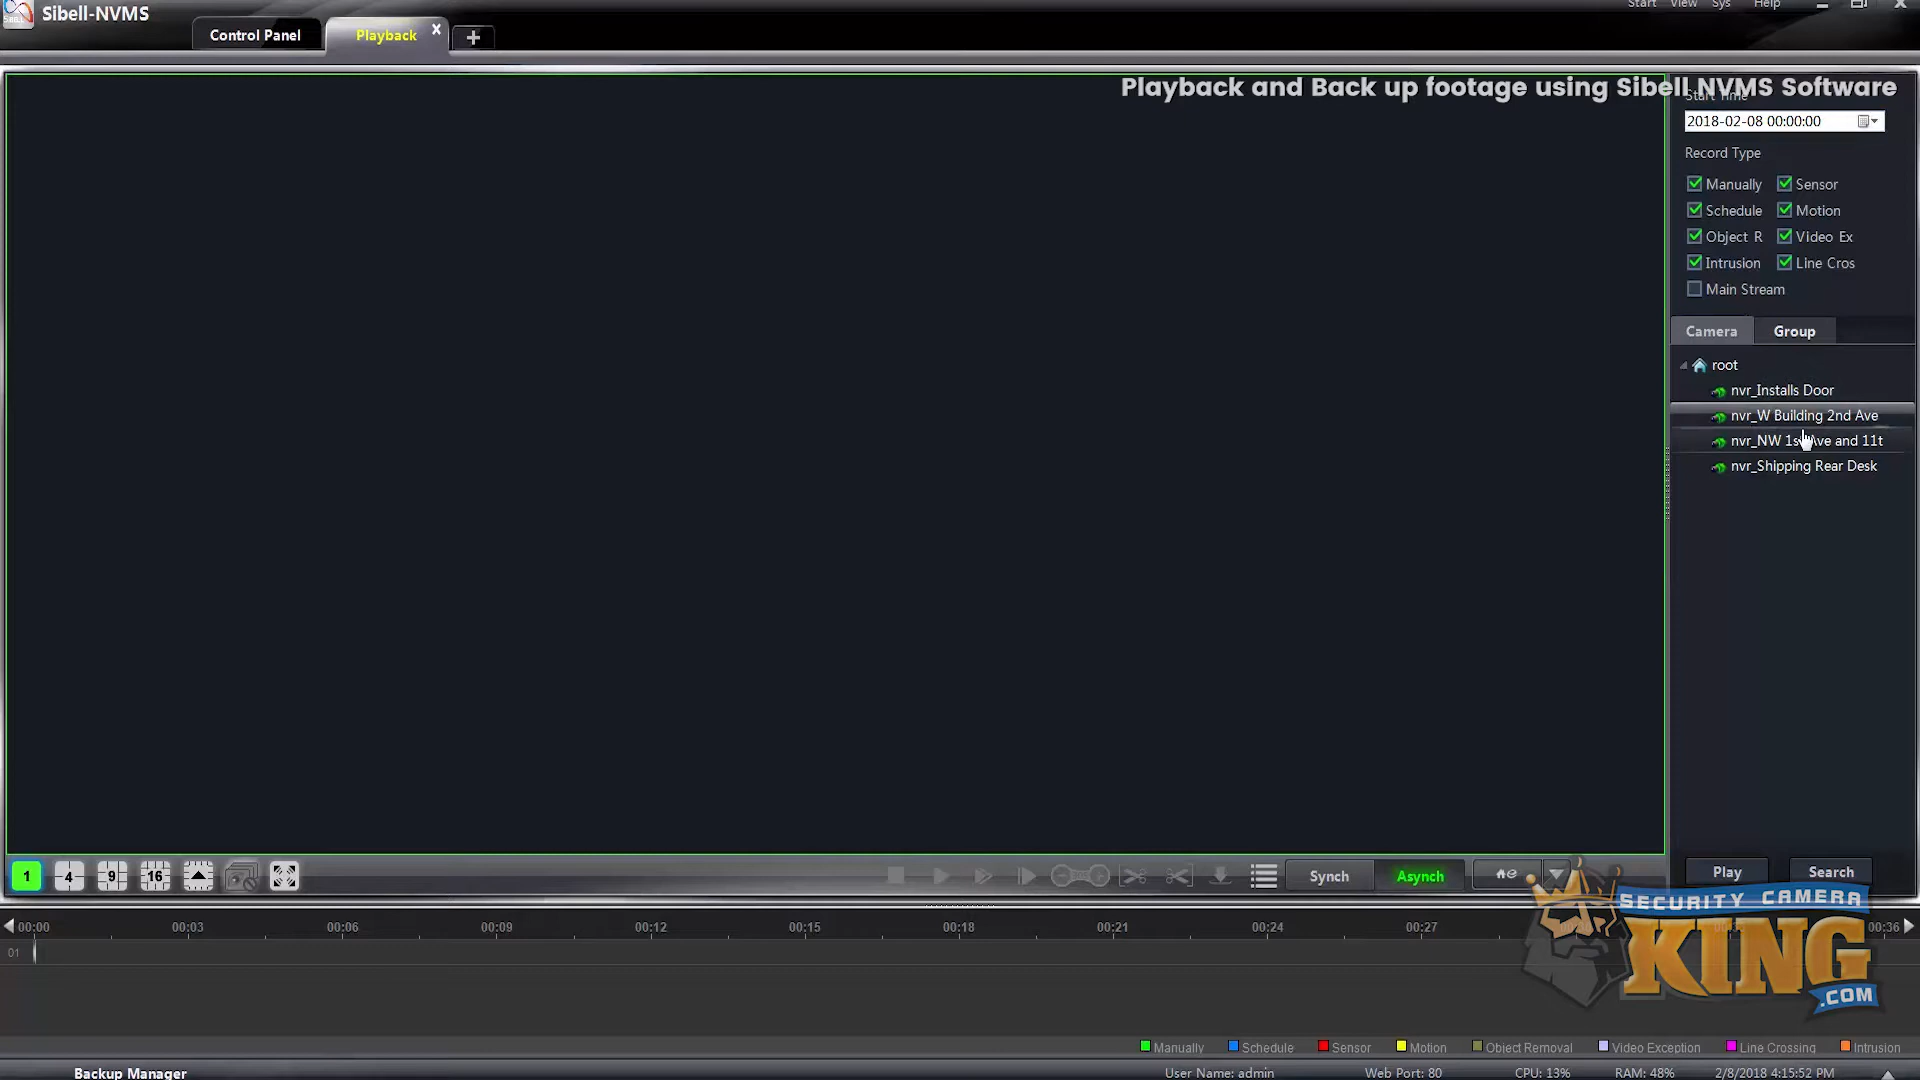 Sibell-NVMS
Start View Sys Help
Control Panel
Playback
x
+
Playback and Back up footage using Sibell NVMS Software
Start Time
2018-02-08 00:00:00
Record Type
Manually Sensor
Schedule Motion
Object R Video Ex
Intrusion Line Cros
Main Stream
Camera Group
root
nvr_Installs Door
nvr_W Building 2nd Ave
nvr_NW 1st Ave and 11t
nvr_Shipping Rear Desk
Play Search
1 4 9 16
Synch Asynch
SECURITY CAMERA
KING
.COM
00:00 00:03 00:06 00:09 00:12 00:15 00:18 00:21 00:24 00:27 00:36
01
Manually Schedule Sensor Motion Object Removal Video Exception Line Crossing Intrusion
Backup Manager
User Name: admin Web Port: 80 CPU: 13% RAM: 48% 2/8/2018 4:15:52 PM